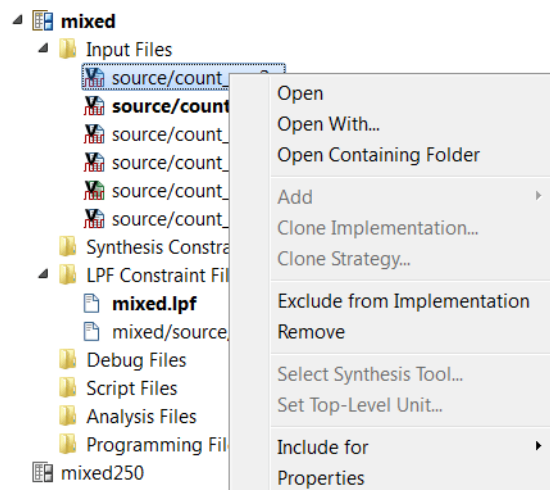 mixed
Input Files
source/count_
source/count
source/count_
source/count_
source/count_
source/count_
Synthesis Constra
LPF Constraint Fil
mixed.lpf
mixed/source/
Debug Files
Script Files
Analysis Files
Programming Fil
mixed250
Open
Open With...
Open Containing Folder
Add
Clone Implementation...
Clone Strategy...
Exclude from Implementation
Remove
Select Synthesis Tool...
Set Top-Level Unit...
Include for
Properties